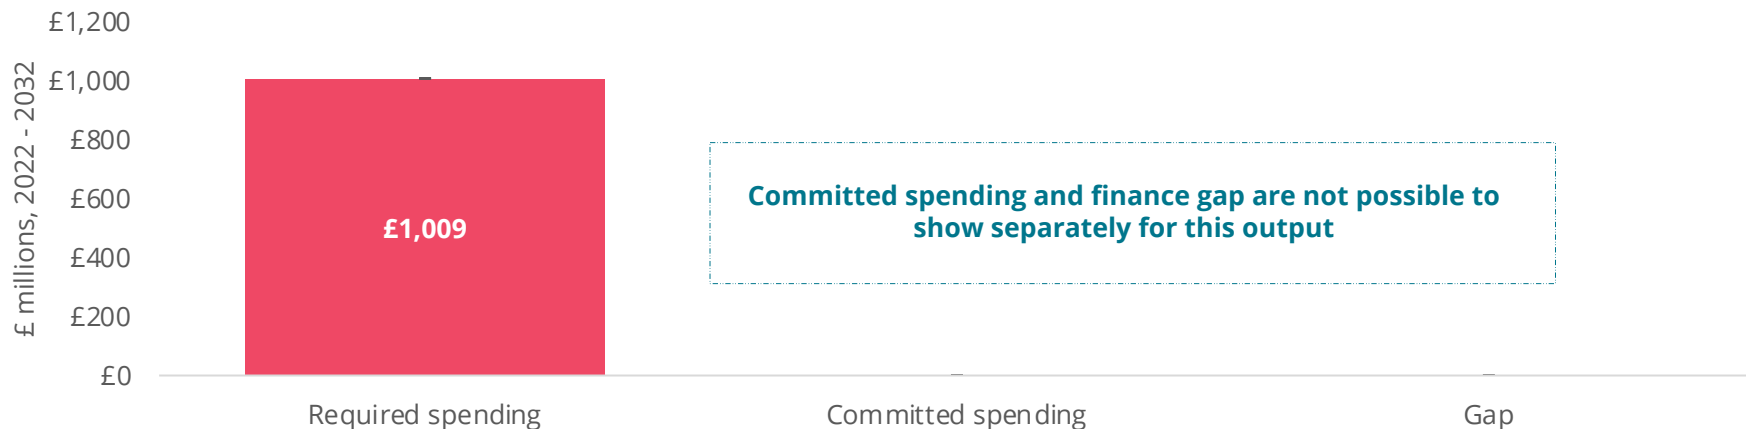 £ millions, 2022 - 2032
£1,200
£1,000
£800
£600
£400
£200
£0
£1,009
Committed spending and finance gap are not possible to
show separately for this output
Required spending
Committed spending
Gap